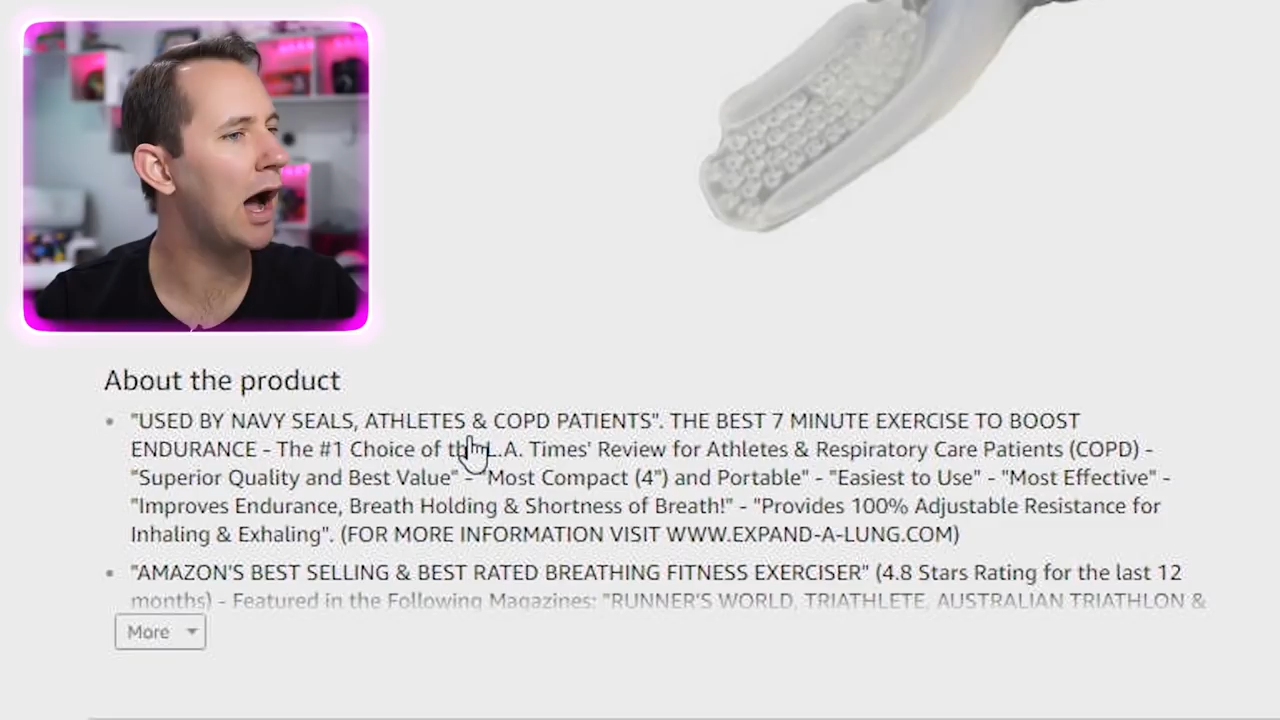 About the product
"USED BY NAVY SEALS, ATHLETES & COPD PATIENTS". THE BEST 7 MINUTE EXERCISE TO BOOST
ENDURANCE - The #1 Choice of the L.A. Times' Review for Athletes & Respiratory Care Patients (COPD) -
"Superior Quality and Best Value" - "Most Compact (4") and Portable" - "Easiest to Use" - "Most Effective" -
"Improves Endurance, Breath Holding & Shortness of Breath!" - "Provides 100% Adjustable Resistance for
Inhaling & Exhaling". (FOR MORE INFORMATION VISIT WWW.EXPAND-A-LUNG.COM)
"AMAZON'S BEST SELLING & BEST RATED BREATHING FITNESS EXERCISER" (4.8 Stars Rating for the last 12
months) - Featured in the Following Magazines: "RUNNER'S WORLD, TRIATHLETE, AUSTRALIAN TRIATHLON &
More